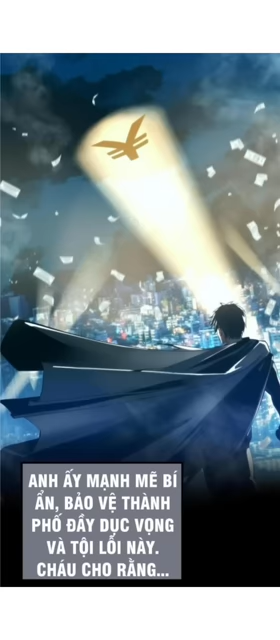 ANH ẤY MẠNH MẼ BÍ
ẨN, BẢO VỆ THÀNH
PHỐ ĐẦY DỤC VỌNG
VÀ TỘI LỖI NÀY.
CHÁU CHO RẰNG...